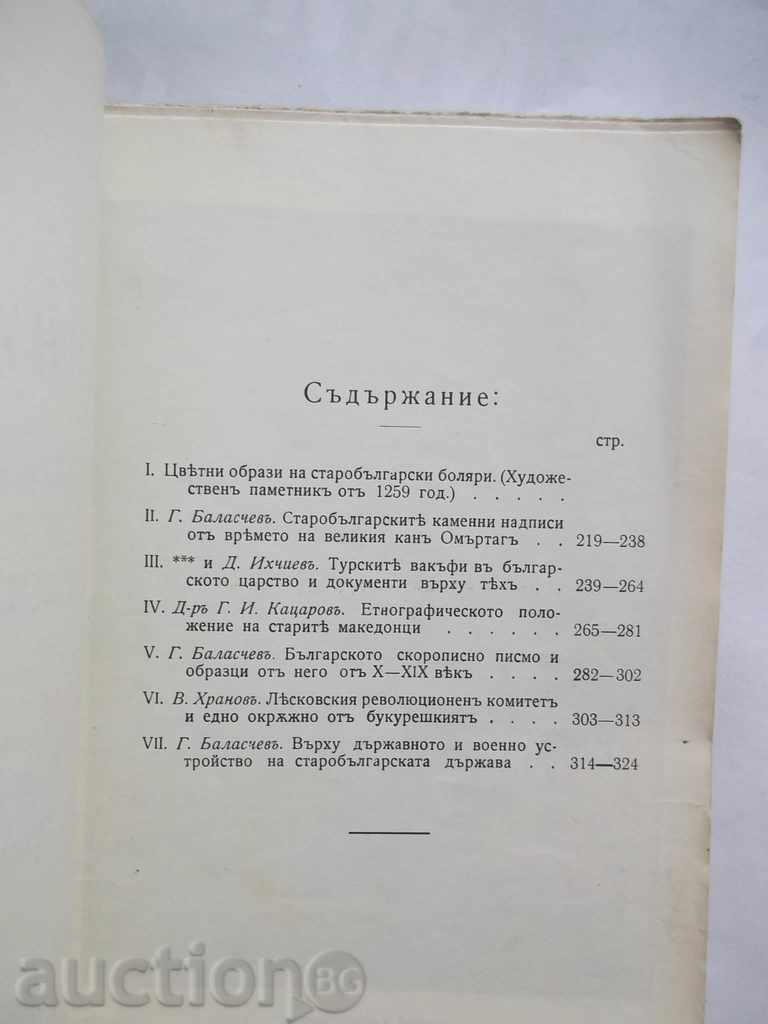 Съдържание:
стр.
I. Цвѣтни образи на старобългарски боляри. (Художе-
ственъ паметникъ отъ 1259 год.) . . . . .
II. Г. Баласчевъ. Старобългарскитѣ каменни надписи
отъ врѣмето на великия канъ Омъртагъ . . 219—238
III. *** и Д. Ихчиевъ. Турскитѣ вакъфи въ българ-
ското царство и документи върху тѣхъ . . 239—264
IV. Д-ръ Г. И. Кацаровъ. Етнографическото поло-
жение на старитѣ македонци . . . . . . 265—281
V. Г. Баласчевъ. Българското скорописно писмо и
образци от него отъ X—XIX вѣкъ . . . . 282—302
VI. В. Храновъ. Лѣсковския революционенъ комитетъ
и едно окрѫжно отъ букурешкиятъ . . . . 303—313
VII. Г. Баласчевъ. Върху държавното и военно ус-
тройство на старобългарската държава . . 314—324
auction BG